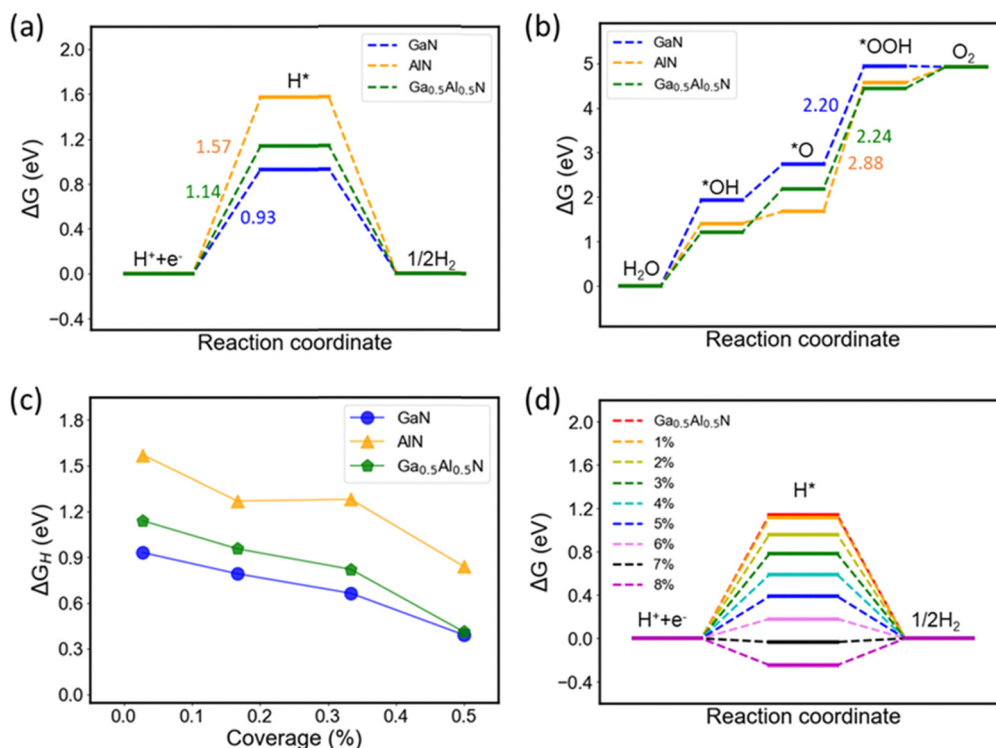 (a)
2.0
1.6
1.2
0.8
0.4
0.0
−0.4
ΔG (eV)
GaN
AlN
Ga0.5Al0.5N
H*
1.57
1.14
0.93
H⁺+e⁻
1/2H₂
Reaction coordinate
(b)
5
4
3
2
1
0
ΔG (eV)
GaN
AlN
Ga0.5Al0.5N
*OOH
O₂
2.20
2.24
2.88
*O
*OH
H₂O
Reaction coordinate
(c)
1.8
1.5
1.2
0.9
0.6
0.3
0.0
ΔG_H (eV)
GaN
AlN
Ga0.5Al0.5N
0.0 0.1 0.2 0.3 0.4 0.5
Coverage (%)
(d)
2.0
1.6
1.2
0.8
0.4
0.0
−0.4
ΔG (eV)
Ga0.5Al0.5N
1%
2%
3%
4%
5%
6%
7%
8%
H*
H⁺+e⁻
1/2H₂
Reaction coordinate